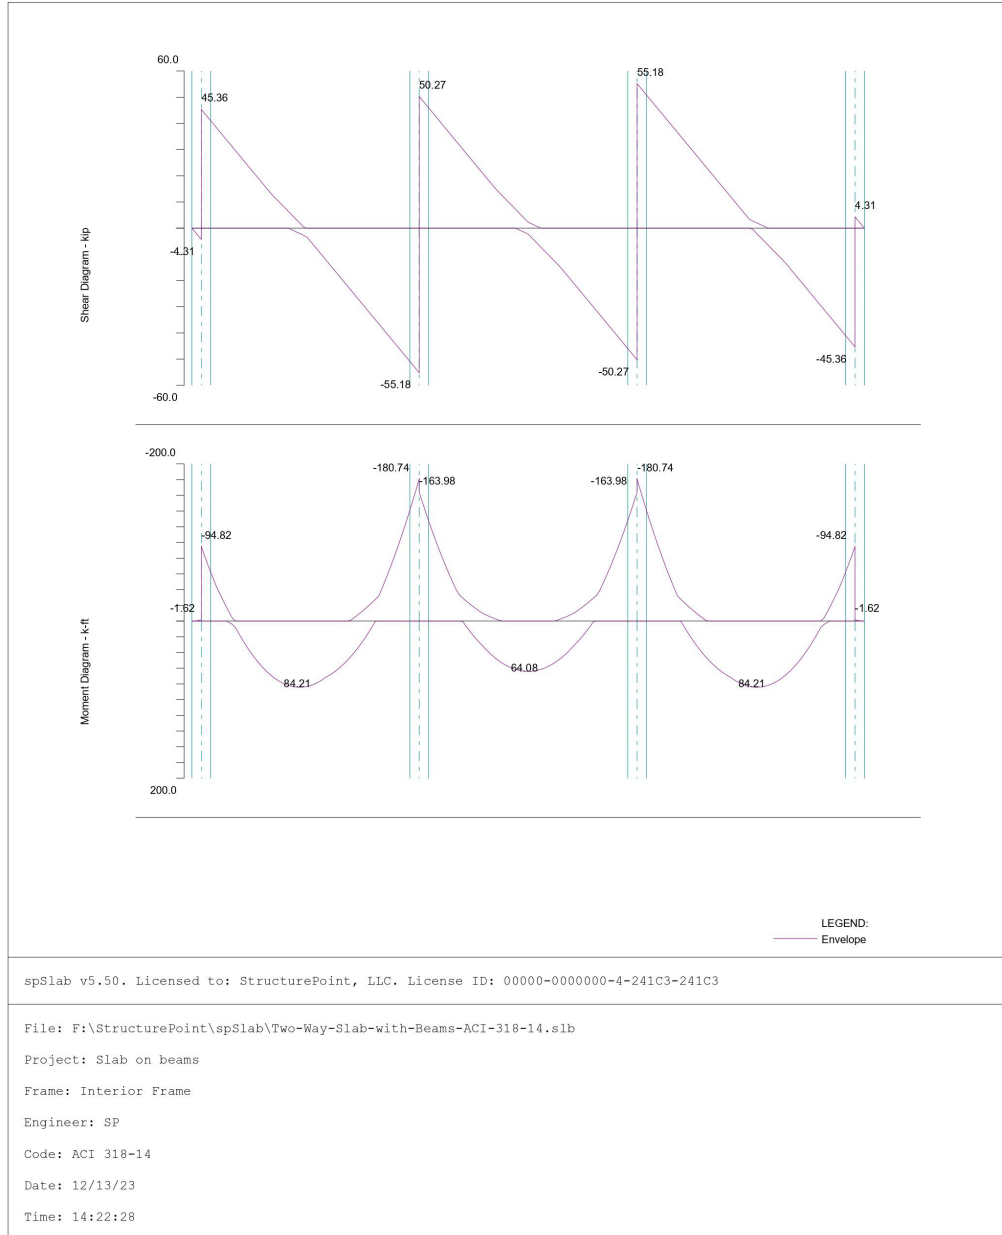 60.0
55.18
50.27
45.36
4.31
-4.31
Shear Diagram - kip
-45.36
-50.27
-55.18
-60.0
-200.0
-180.74
-163.98
-163.98
-180.74
-94.82
-94.82
-1.62
-1.62
Moment Diagram - k-ft
64.08
84.21
84.21
200.0
LEGEND:
Envelope
spSlab v5.50. Licensed to: StructurePoint, LLC. License ID: 00000-0000000-4-241C3-241C3
File: F:\StructurePoint\spSlab\Two-Way-Slab-with-Beams-ACI-318-14.slb
Project: Slab on beams
Frame: Interior Frame
Engineer: SP
Code: ACI 318-14
Date: 12/13/23
Time: 14:22:28